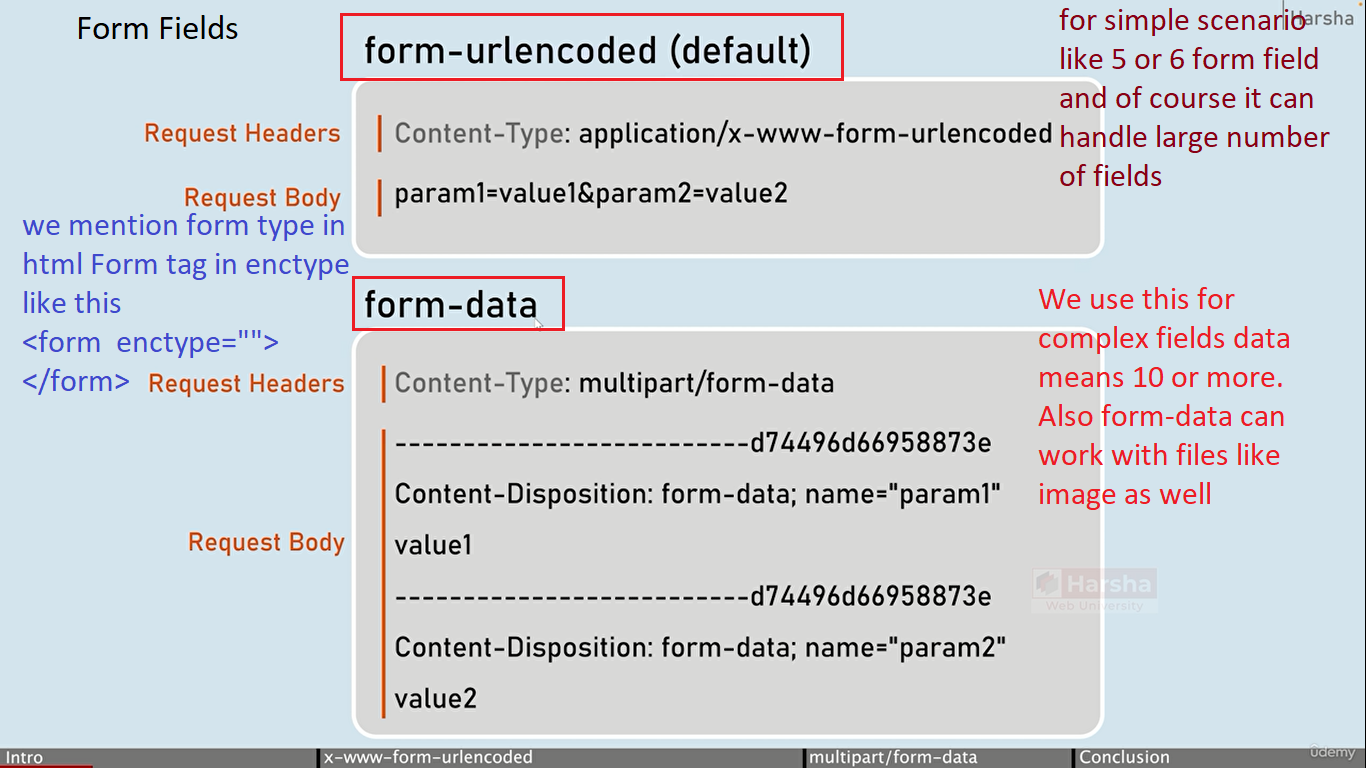 Form Fields
Harsha
form-urlencoded (default)
for simple scenario
like 5 or 6 form field
and of course it can
handle large number
of fields
Request Headers
Content-Type: application/x-www-form-urlencoded
Request Body
param1=value1&param2=value2
we mention form type in
html Form tag in enctype
like this
<form  enctype="">
</form>
form-data
We use this for
complex fields data
means 10 or more.
Also form-data can
work with files like
image as well
Request Headers
Content-Type: multipart/form-data
Request Body
--------------------------d74496d66958873e
Content-Disposition: form-data; name="param1"
value1
--------------------------d74496d66958873e
Content-Disposition: form-data; name="param2"
value2
Harsha
Web University
Intro
x-www-form-urlencoded
multipart/form-data
Conclusion
ûdemy